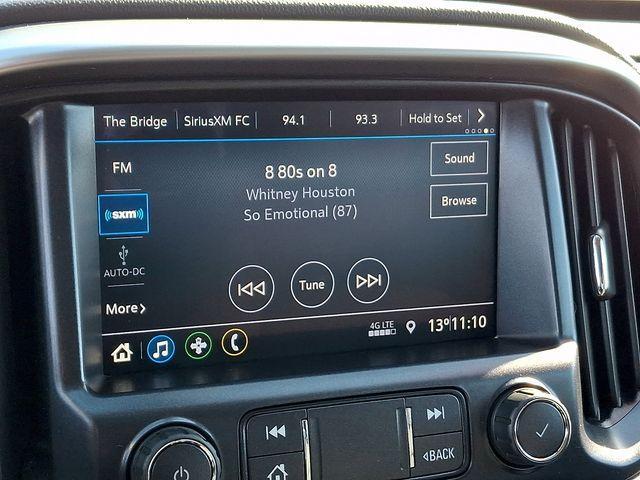 The Bridge SiriusXM FC 94.1 93.3 Hold to Set
FM
8 80s on 8
Sound
Whitney Houston
Browse
((sxm))
So Emotional (87)
AUTO-DC
Tune
More
4G LTE
13º 11:10
BACK